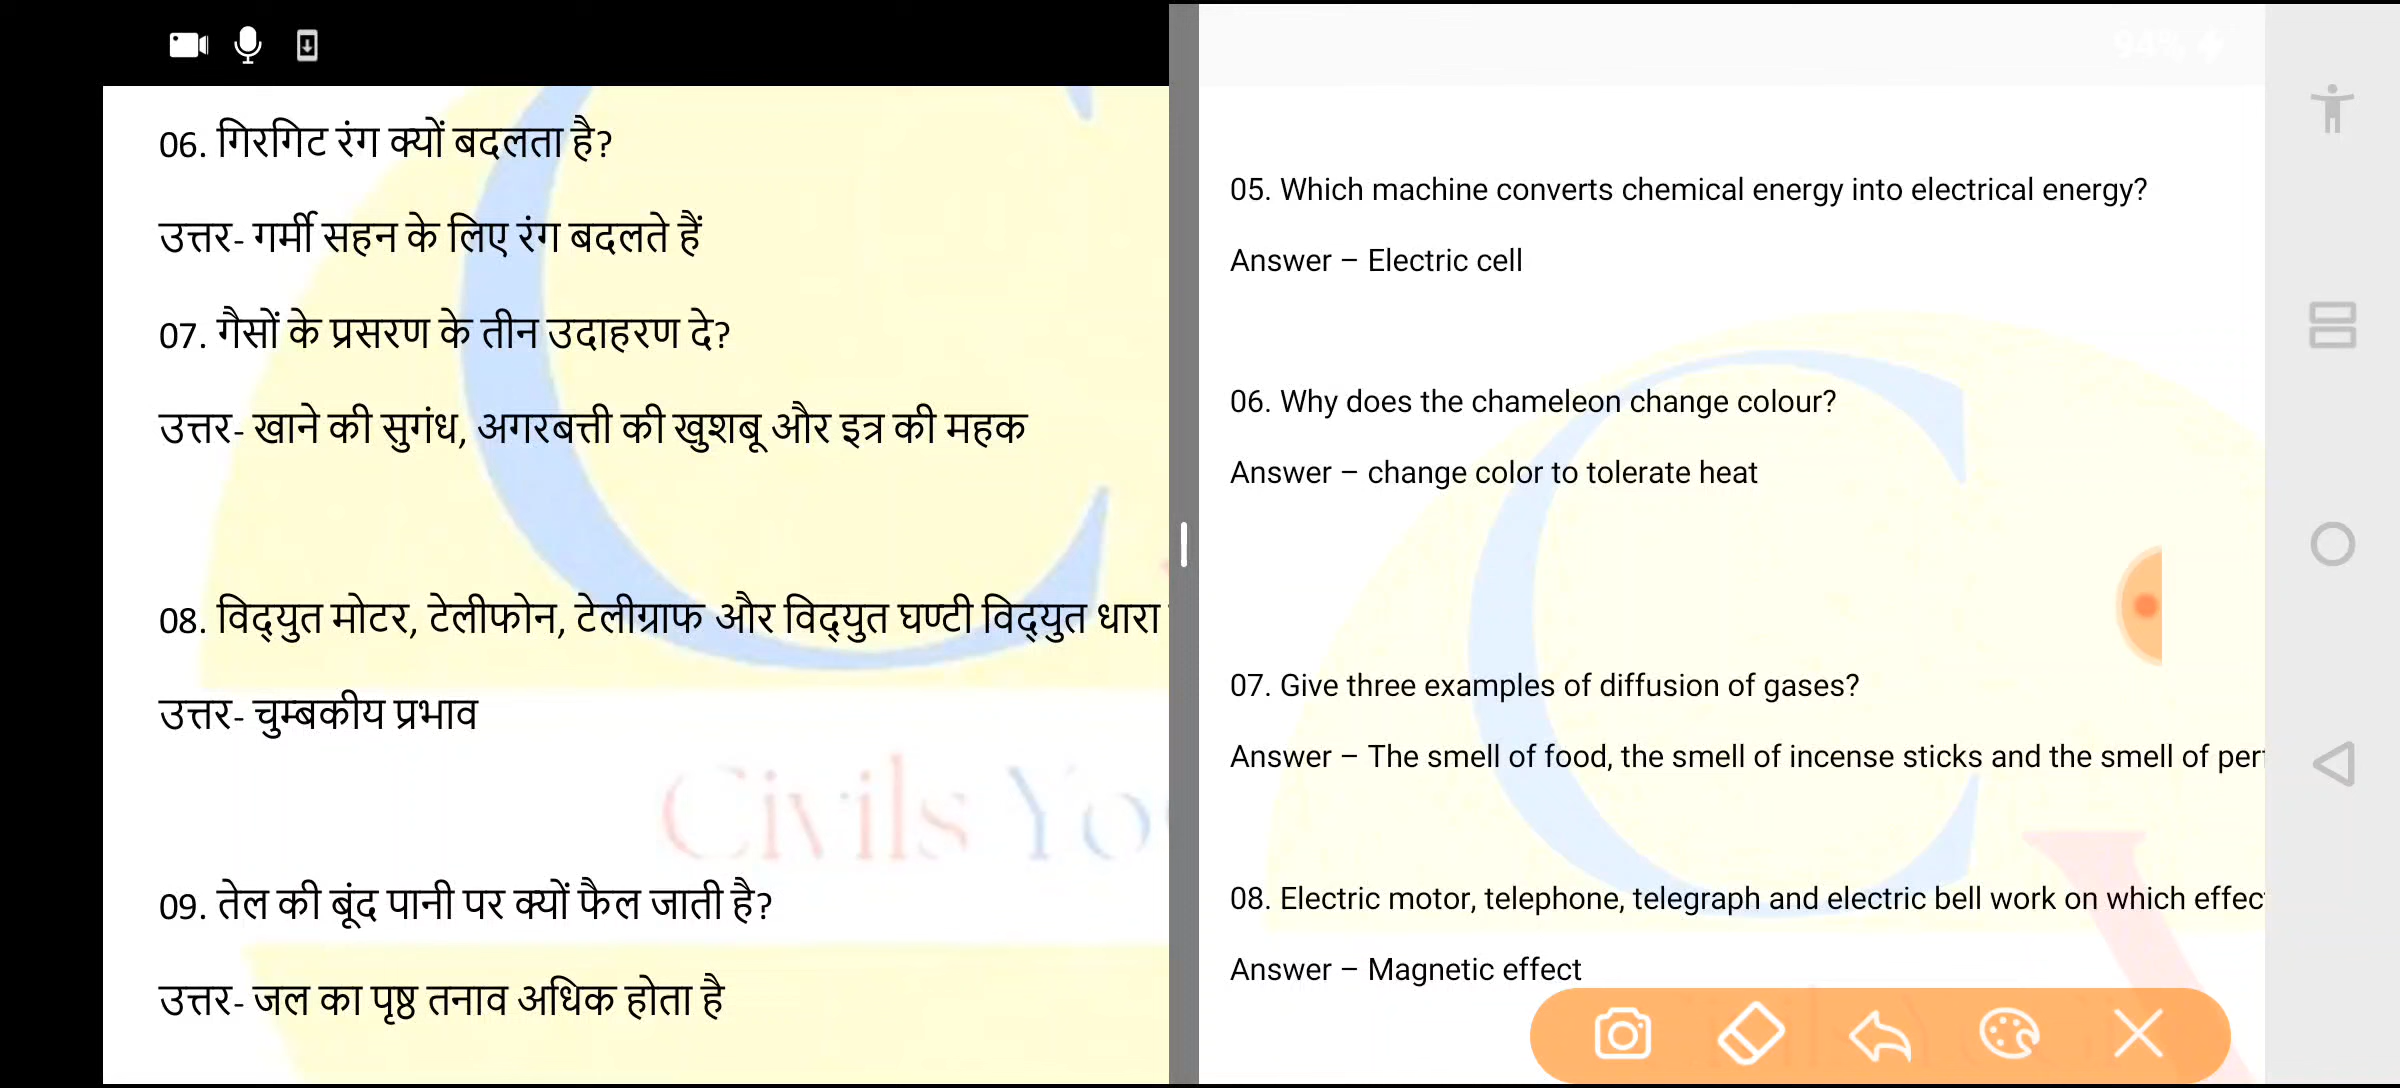 06. गिरगिट रंग क्यों बदलता है?
उत्तर- गर्मी सहन के लिए रंग बदलते हैं
07. गैसों के प्रसरण के तीन उदाहरण दे?
उत्तर- खाने की सुगंध, अगरबत्ती की खुशबू और इत्र की महक
08. विद्युत मोटर, टेलीफोन, टेलीग्राफ और विद्युत घण्टी विद्युत धारा
उत्तर- चुम्बकीय प्रभाव
Civils Yo
09. तेल की बूंद पानी पर क्यों फैल जाती है?
उत्तर- जल का पृष्ठ तनाव अधिक होता है
94%
05. Which machine converts chemical energy into electrical energy?
Answer – Electric cell
06. Why does the chameleon change colour?
Answer – change color to tolerate heat
07. Give three examples of diffusion of gases?
Answer – The smell of food, the smell of incense sticks and the smell of
08. Electric motor, telephone, telegraph and electric bell work on which
Answer – Magnetic effect